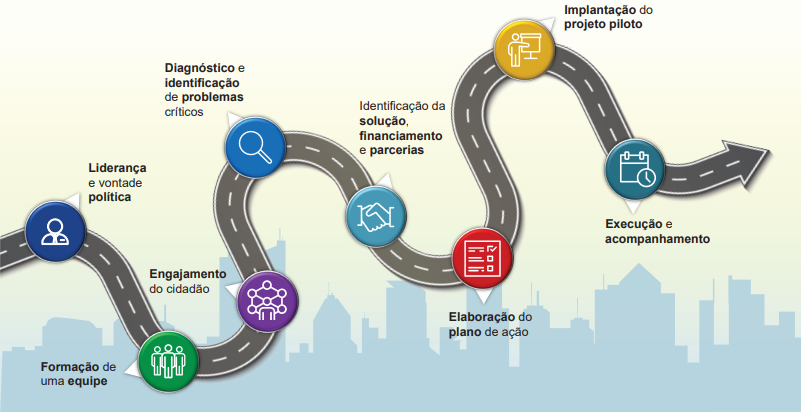 Liderança
e vontade
política
Formação de
uma equipe
Engajamento
do cidadão
Diagnóstico e
identificação
de problemas
críticos
Identificação da
solução,
financiamento
e parcerias
Elaboração do
plano de ação
Implantação do
projeto piloto
Execução e
acompanhamento